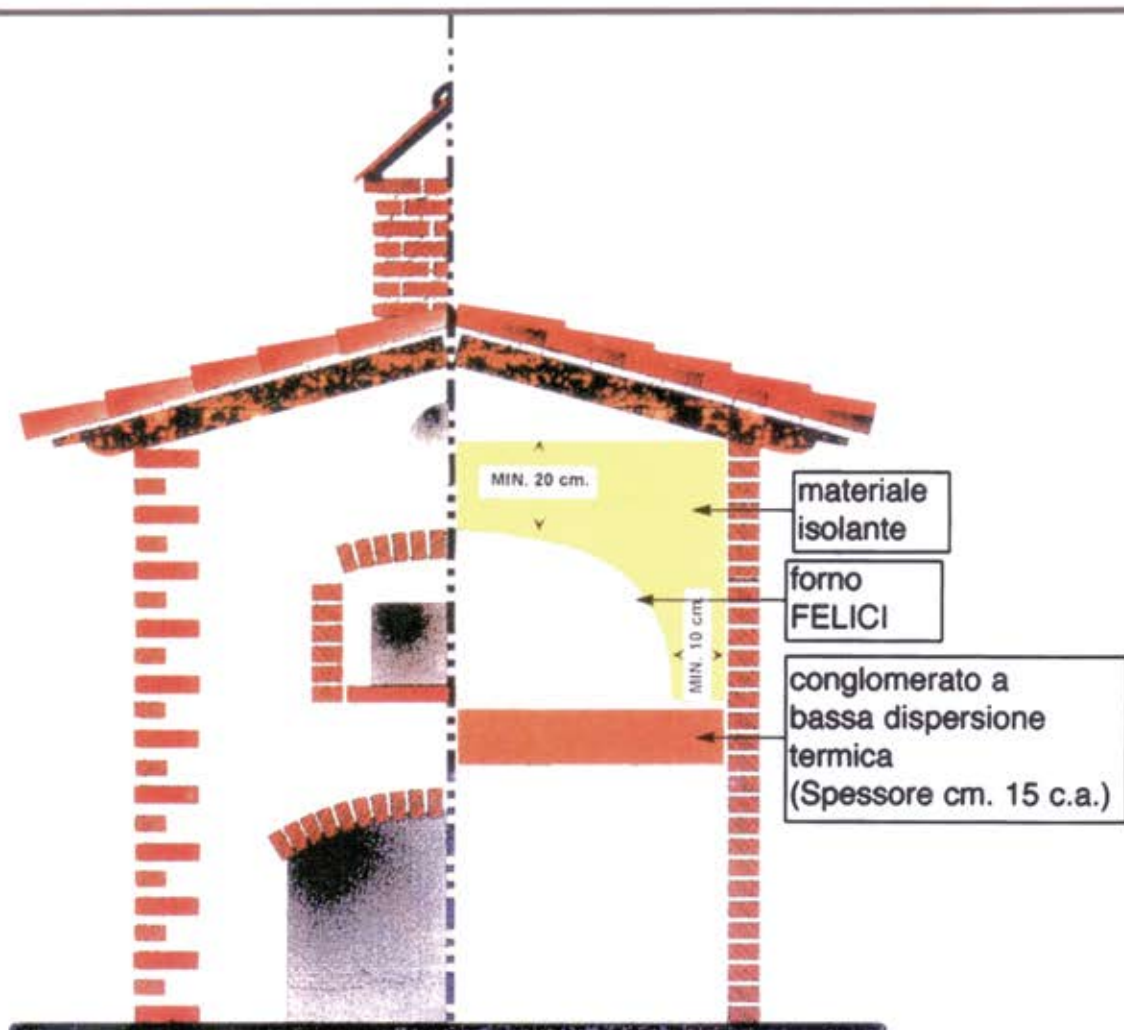 MIN. 20 cm.
materiale
isolante
forno
FELICI
MIN. 10 cm.
conglomerato a
bassa dispersione
termica
(Spessore cm. 15 c.a.)